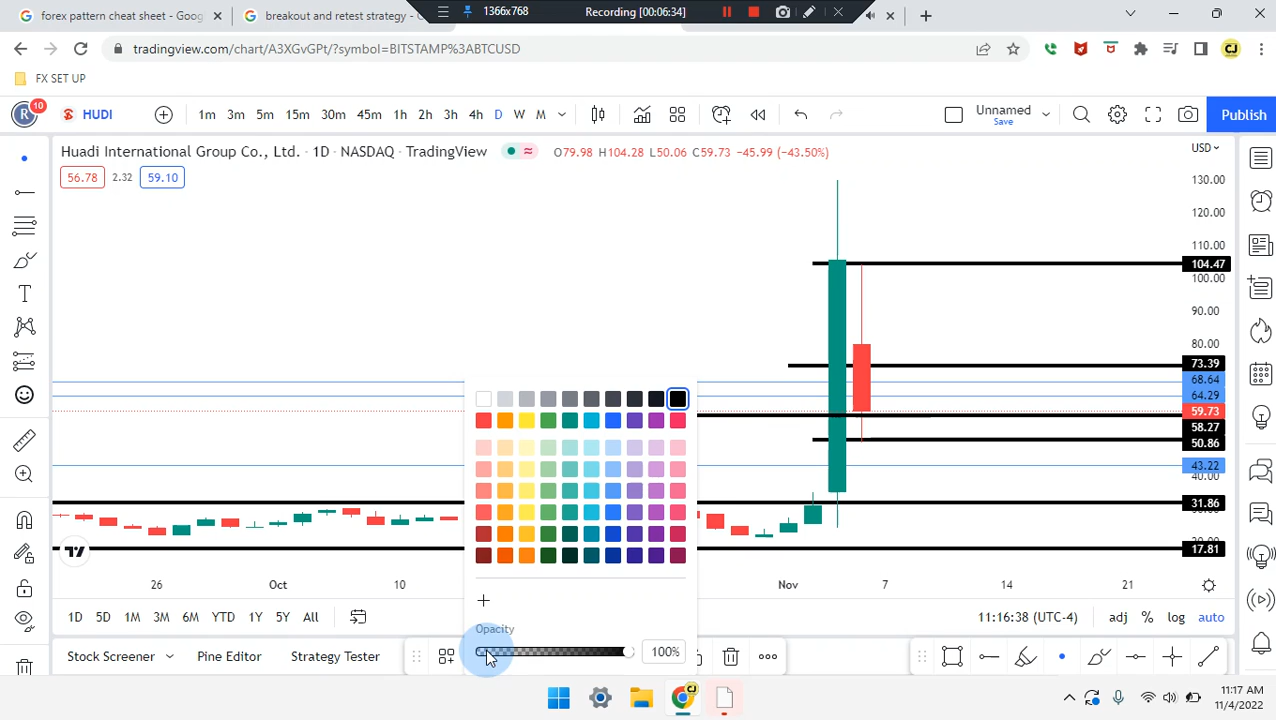 forex pattern cheat sheet - Googl
breakout and retest strategy -
1366x768
Recording [00:06:34]
tradingview.com/chart/A3XGvGPt/?symbol=BITSTAMP%3ABTCUSD
CJ
FX SET UP
R
10
HUDI
1m 3m 5m 15m 30m 45m 1h 2h 3h 4h D W M
Unnamed
Save
Publish
Huadi International Group Co., Ltd. · 1D · NASDAQ · TradingView
O79.98 H104.28 L50.06 C59.73 -45.99 (-43.50%)
USD
56.78 2.32 59.10
130.00
120.00
110.00
104.47
100.00
90.00
80.00
73.39
68.64
64.29
59.73
58.27
50.86
43.22
40.00
31.86
17.81
26 Oct 10 Nov 7 14 21
1D 5D 1M 3M 6M YTD 1Y 5Y All
11:16:38 (UTC-4) adj % log auto
Opacity
100%
Stock Screener Pine Editor Strategy Tester
CJ
11:17 AM
11/4/2022